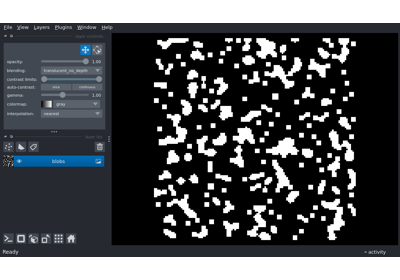 File View Layers Plugins Window Help
opacity: 1.00
blending: translucent_no_depth
contrast limits:
auto-contrast: once continuous
gamma: 1.00
colormap: gray
interpolation: nearest
blobs
Ready activity